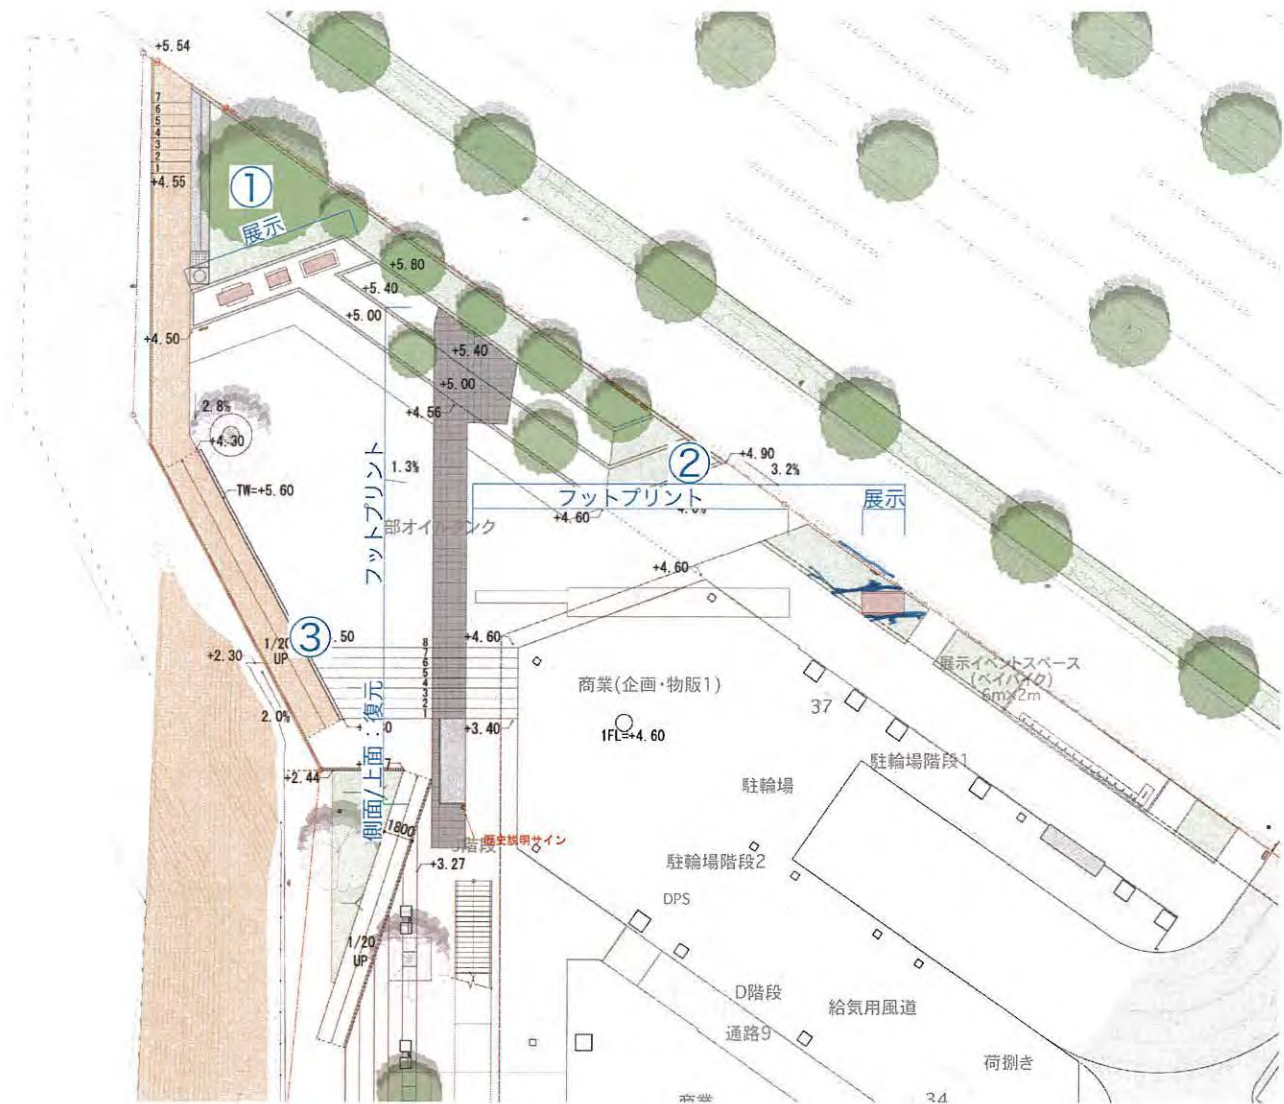 +5.54
7
6
5
4
3
2
1
+4.55
①
展示
+5.80
+5.40
+5.00
+4.50
+5.40
+5.00
+4.56
2.8%
+4.30
1.3%
TW=+5.60
フットプリント
②
+4.90
3.2%
フットプリント
展示
+4.60
部オイルタンク
+4.60
③
.50
1/20
UP
+2.30
2.0%
8
7
6
5
4
3
2
1
+4.60
+3.40
商業(企画・物販1)
1FL=+4.60
37
展示イベントスペース
(ベイバイク)
6m×2m
駐輪場階段1
駐輪場
側面/上面:復元
+2.44
1800
歴史説明サイン
階段
+3.27
駐輪場階段2
DPS
1/20
UP
D階段
給気用風道
通路9
荷捌き
商業
34